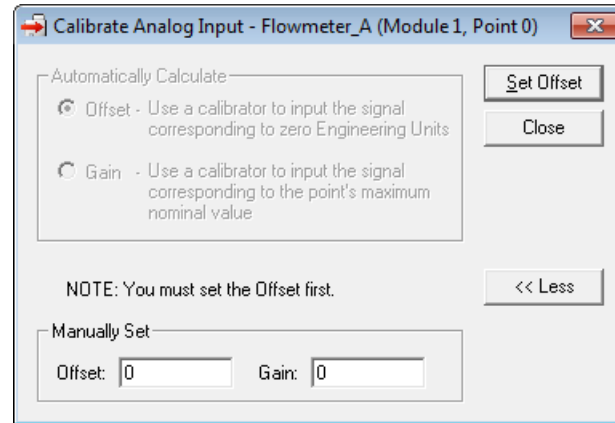 Calibrate Analog Input - Flowmeter_A (Module 1, Point 0)
Automatically Calculate
Offset - Use a calibrator to input the signal
corresponding to zero Engineering Units
Gain - Use a calibrator to input the signal
corresponding to the point's maximum
nominal value
Set Offset
Close
NOTE: You must set the Offset first.
<< Less
Manually Set
Offset: 0 Gain: 0